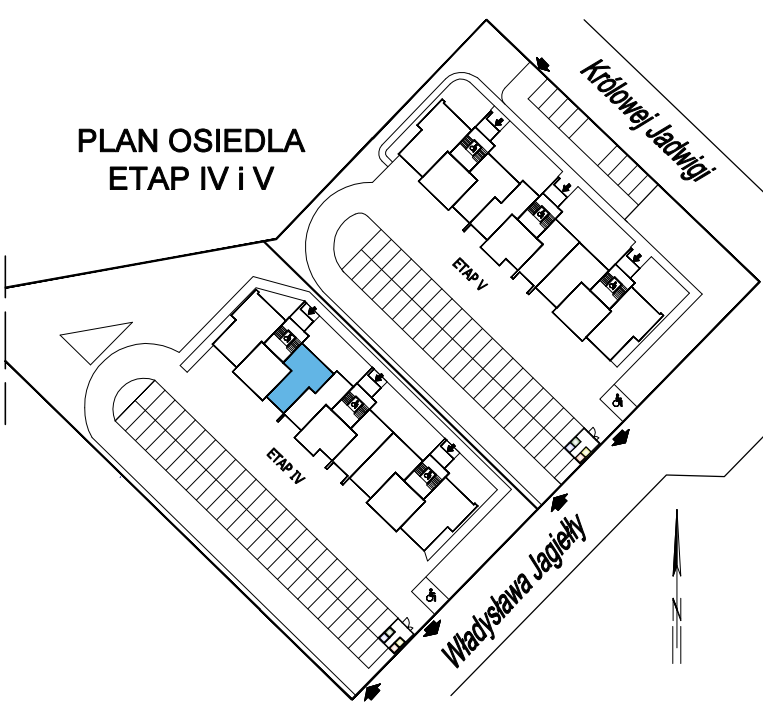 PLAN OSIEDLA
ETAP IV i V
Królowej Jadwigi
ETAP V
ETAP IV
Władysława Jagiełły
N